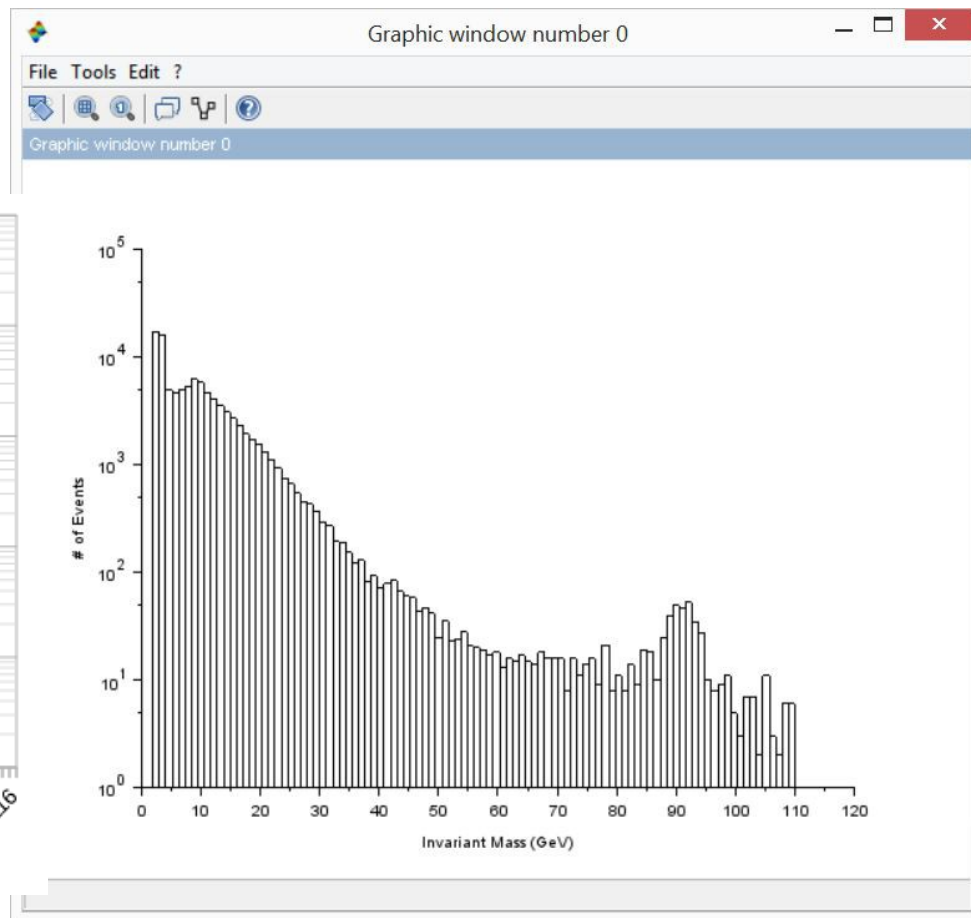 Graphic window number 0
File Tools Edit ?
Graphic window number 0
10^5
10^4
10^3
# of Events
10^2
10^1
10^0
0 10 20 30 40 50 60 70 80 90 100 110 120
Invariant Mass (GeV)